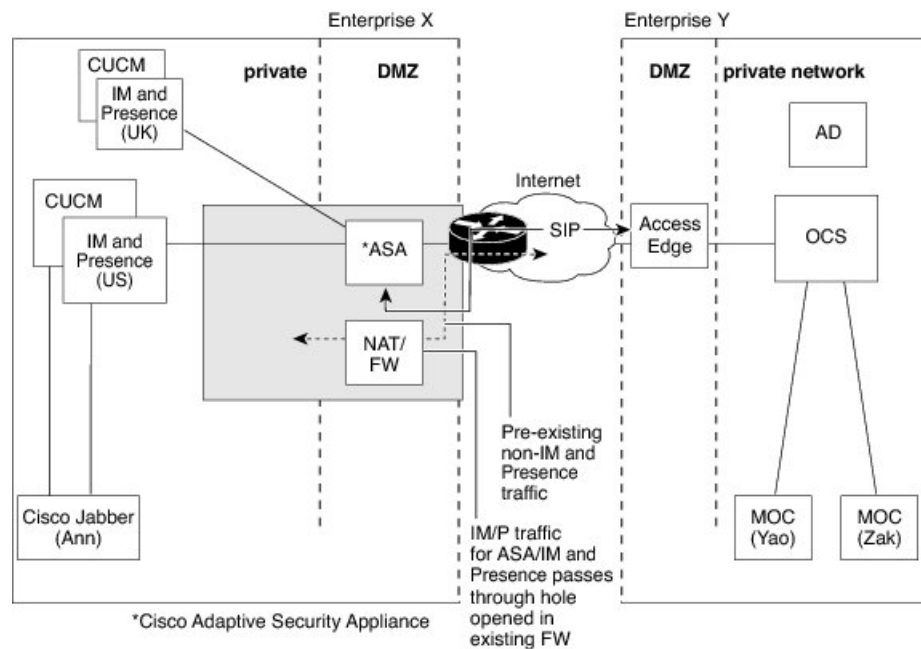 Enterprise X
Enterprise Y
CUCM
IM and
Presence
(UK)
private
DMZ
DMZ
private network
AD
CUCM
IM and
Presence
(US)
Internet
*ASA
SIP
Access
Edge
OCS
NAT/
FW
Pre-existing
non-IM and
Presence
traffic
Cisco Jabber
(Ann)
IM/P traffic
for ASA/IM and
Presence passes
through hole
opened in
existing FW
MOC
(Yao)
MOC
(Zak)
*Cisco Adaptive Security Appliance